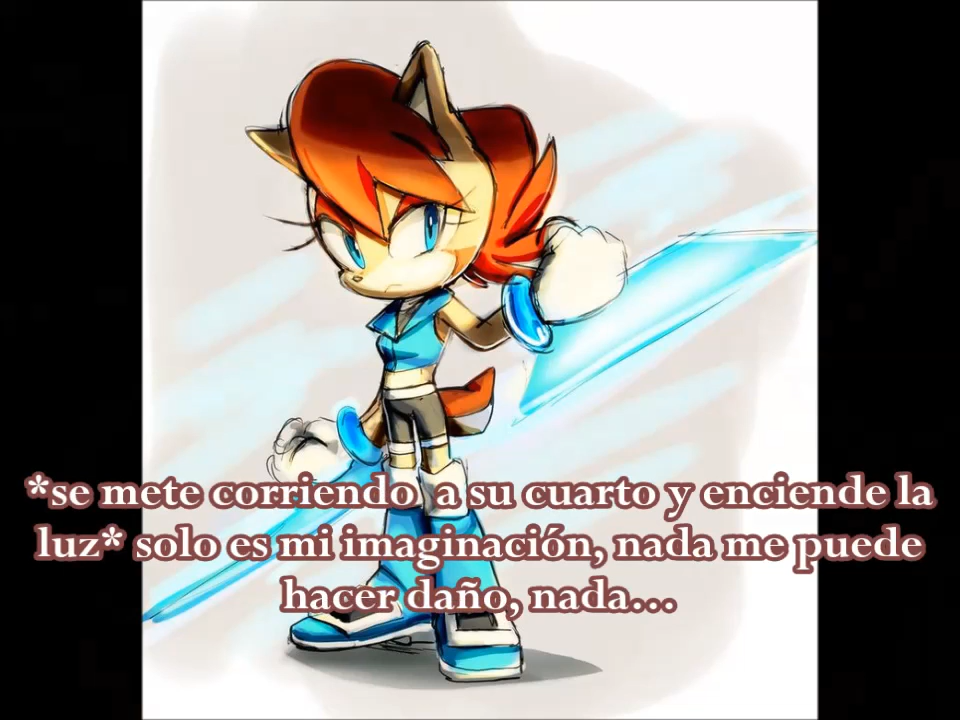 *se mete corriendo a su cuarto y enciende la
luz* solo es mi imaginación, nada me puede
hacer daño, nada...